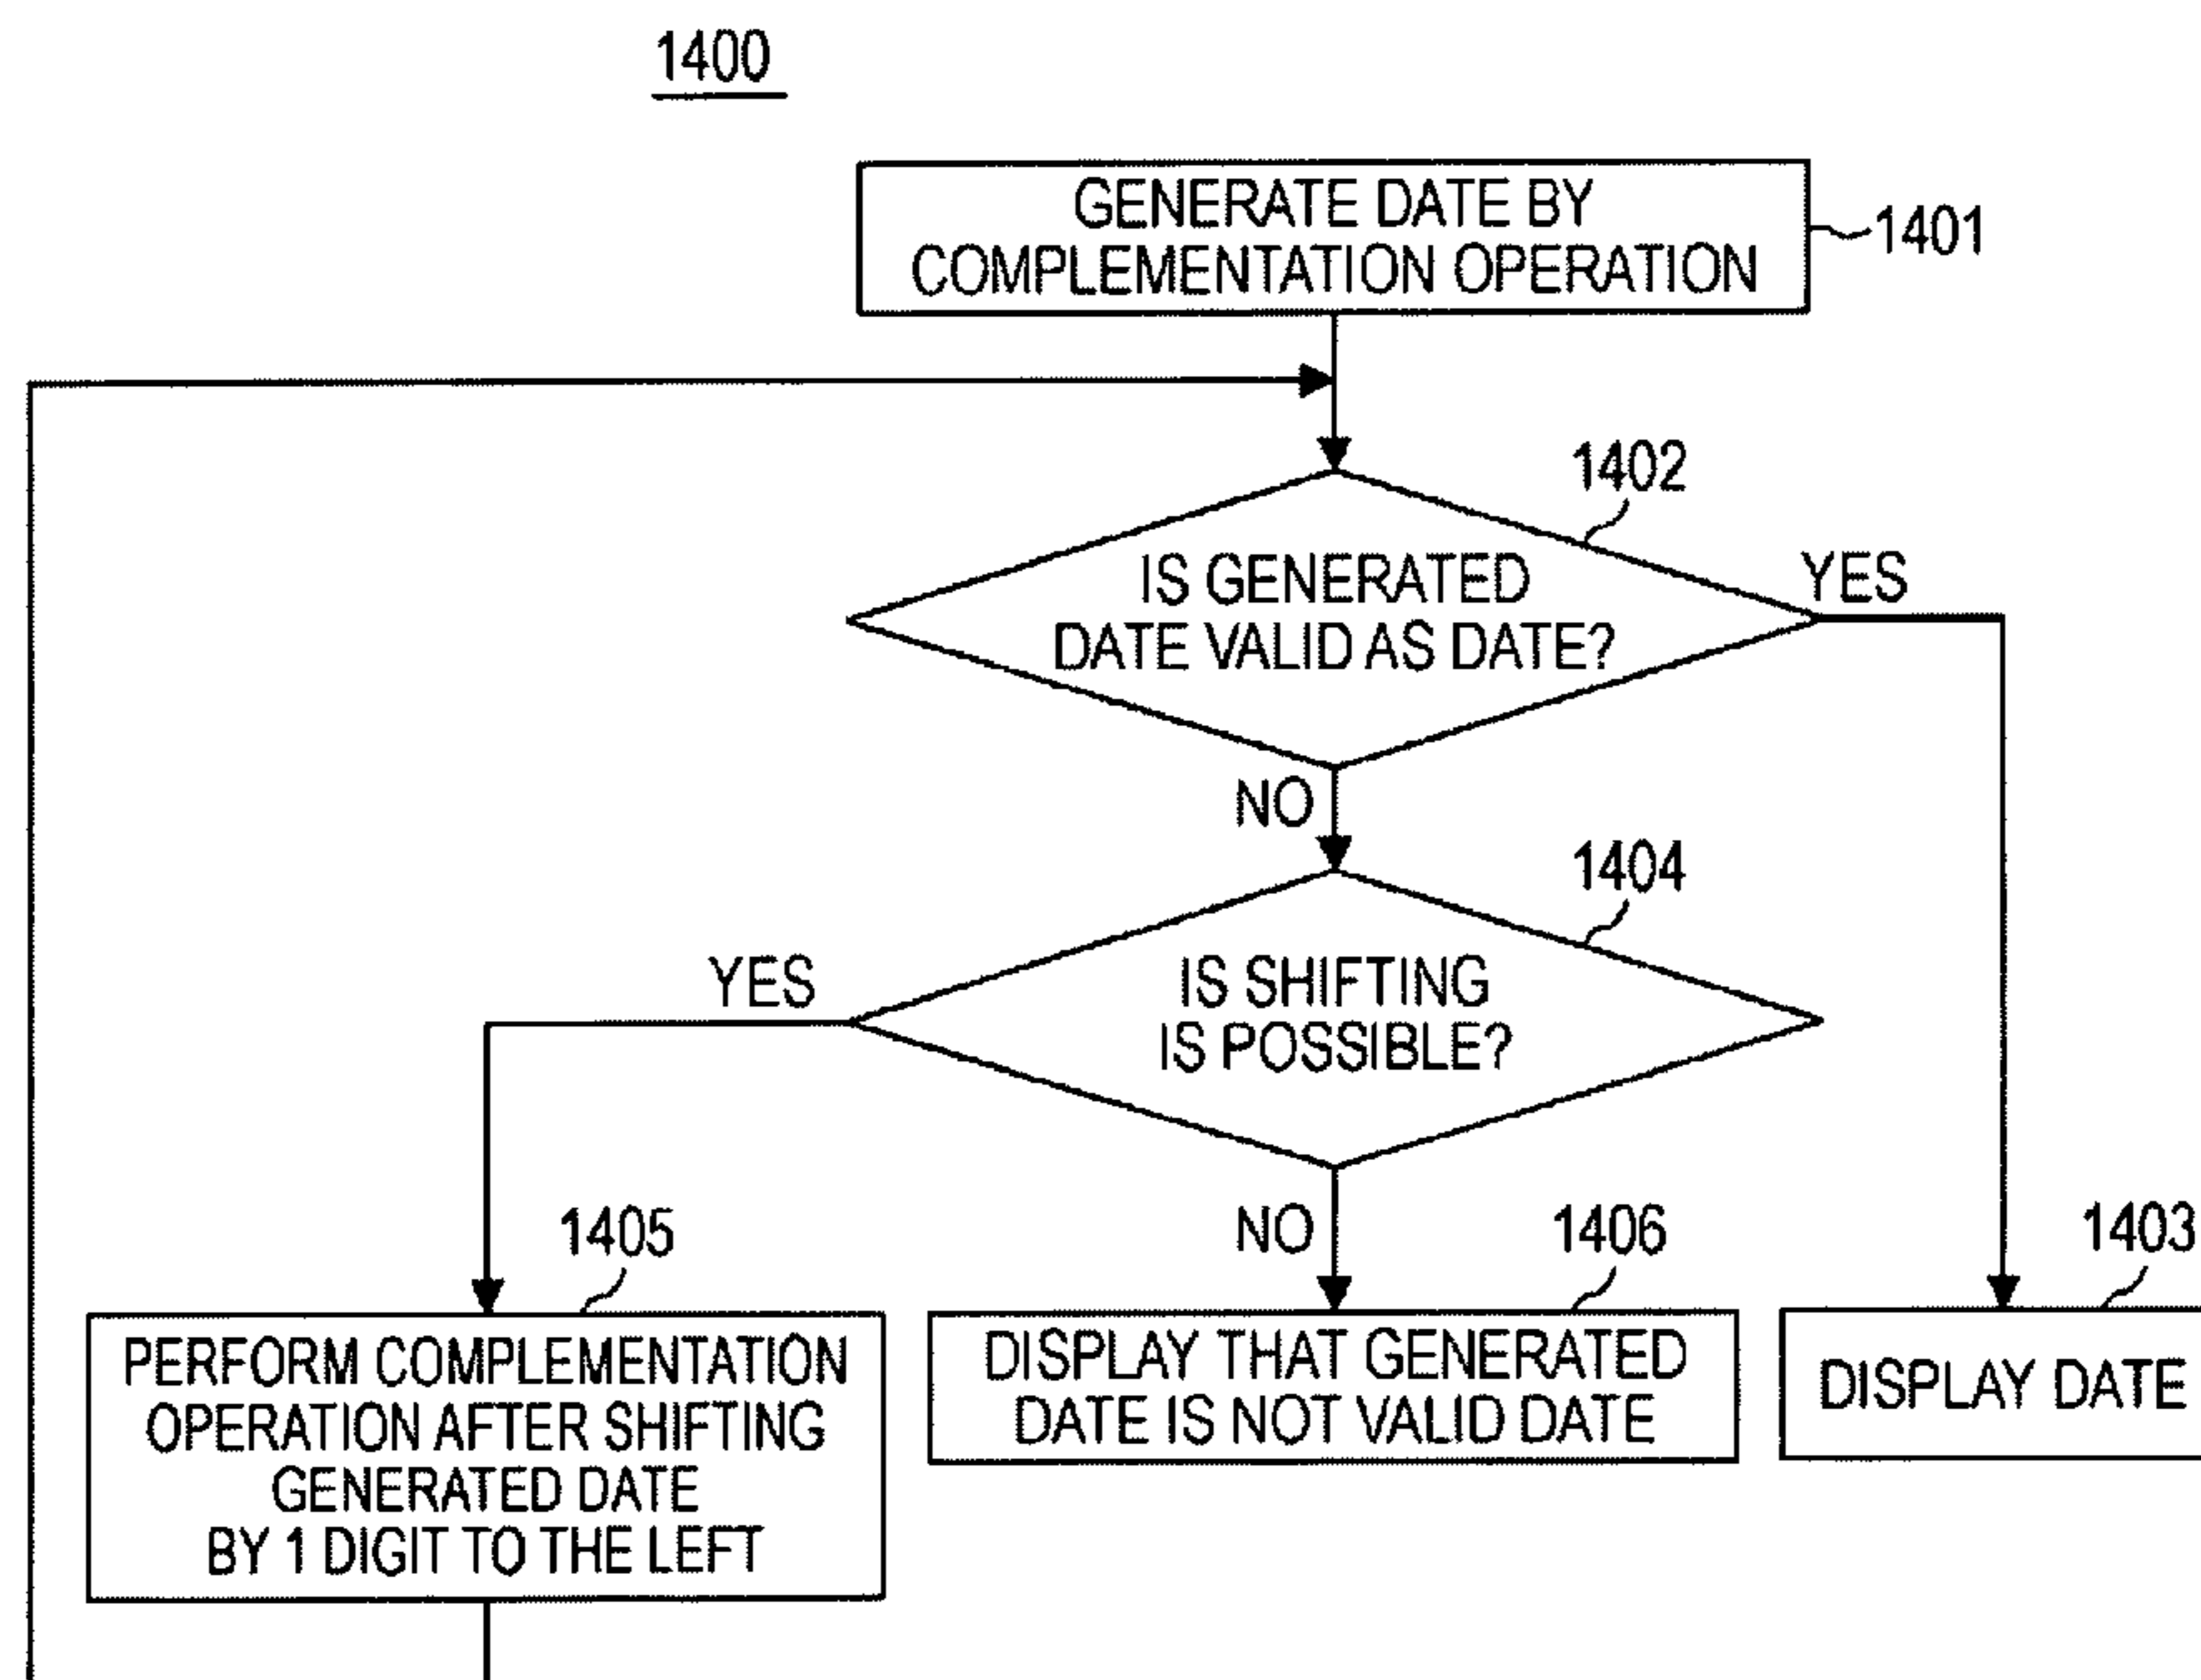 1400
GENERATE DATE BY
COMPLEMENTATION OPERATION
1401
1402
IS GENERATED
DATE VALID AS DATE?
YES
NO
1404
IS SHIFTING
IS POSSIBLE?
YES
NO
1405
PERFORM COMPLEMENTATION
OPERATION AFTER SHIFTING
GENERATED DATE
BY 1 DIGIT TO THE LEFT
1406
DISPLAY THAT GENERATED
DATE IS NOT VALID DATE
1403
DISPLAY DATE